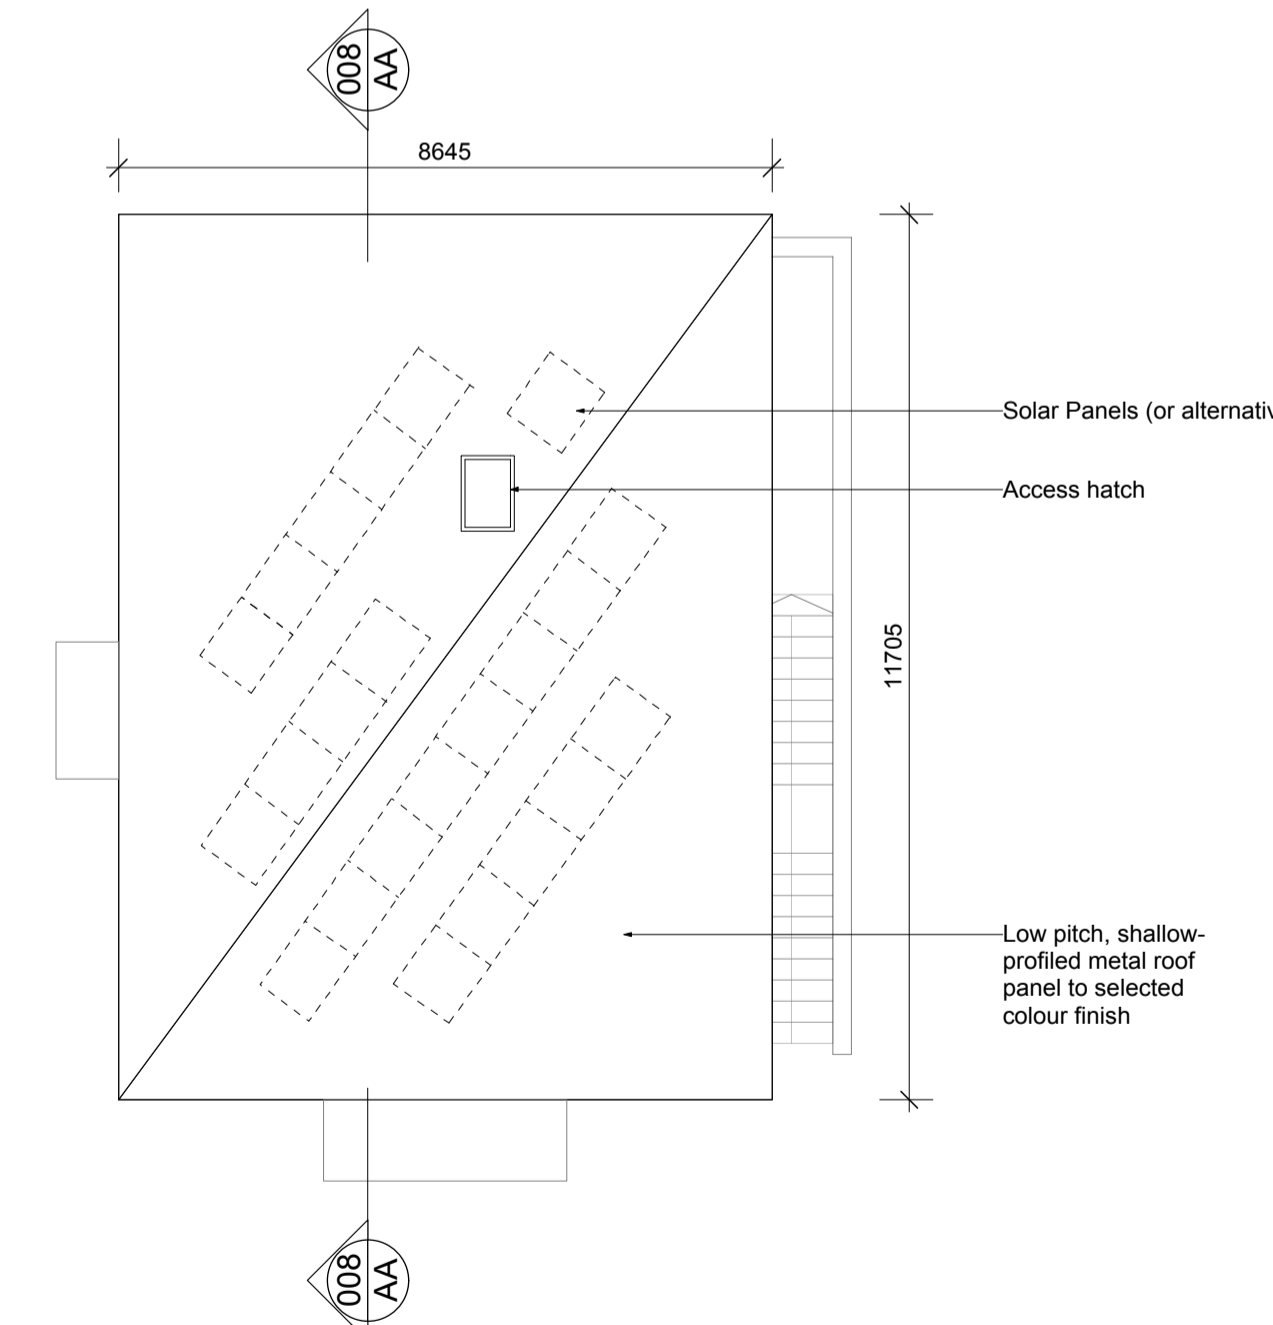 008
AA
8645
Solar Panels (or alternativ
Access hatch
11705
Low pitch, shallow-
profiled metal roof
panel to selected
colour finish
008
AA